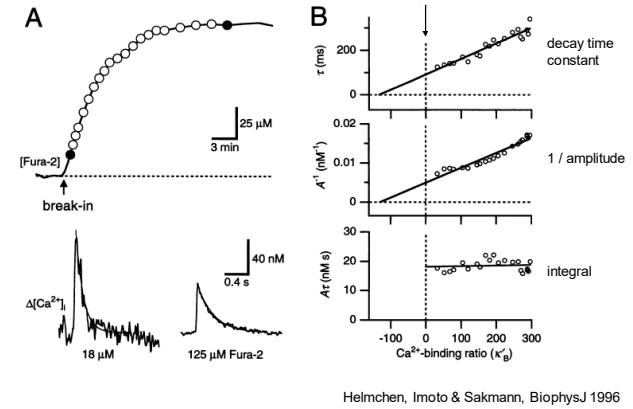 A
[Fura-2]
break-in
25 μM
3 min
Δ[Ca²⁺]i
18 μM
125 μM Fura-2
40 nM
0.4 s
B
τ (ms)
200
0
decay time
constant
A⁻¹ (nM⁻¹)
0.02
0.01
0
1 / amplitude
Aτ (nM s)
30
20
10
0
integral
-100 0 100 200 300
Ca²⁺-binding ratio (κ′B)
Helmchen, Imoto & Sakmann, BiophysJ 1996